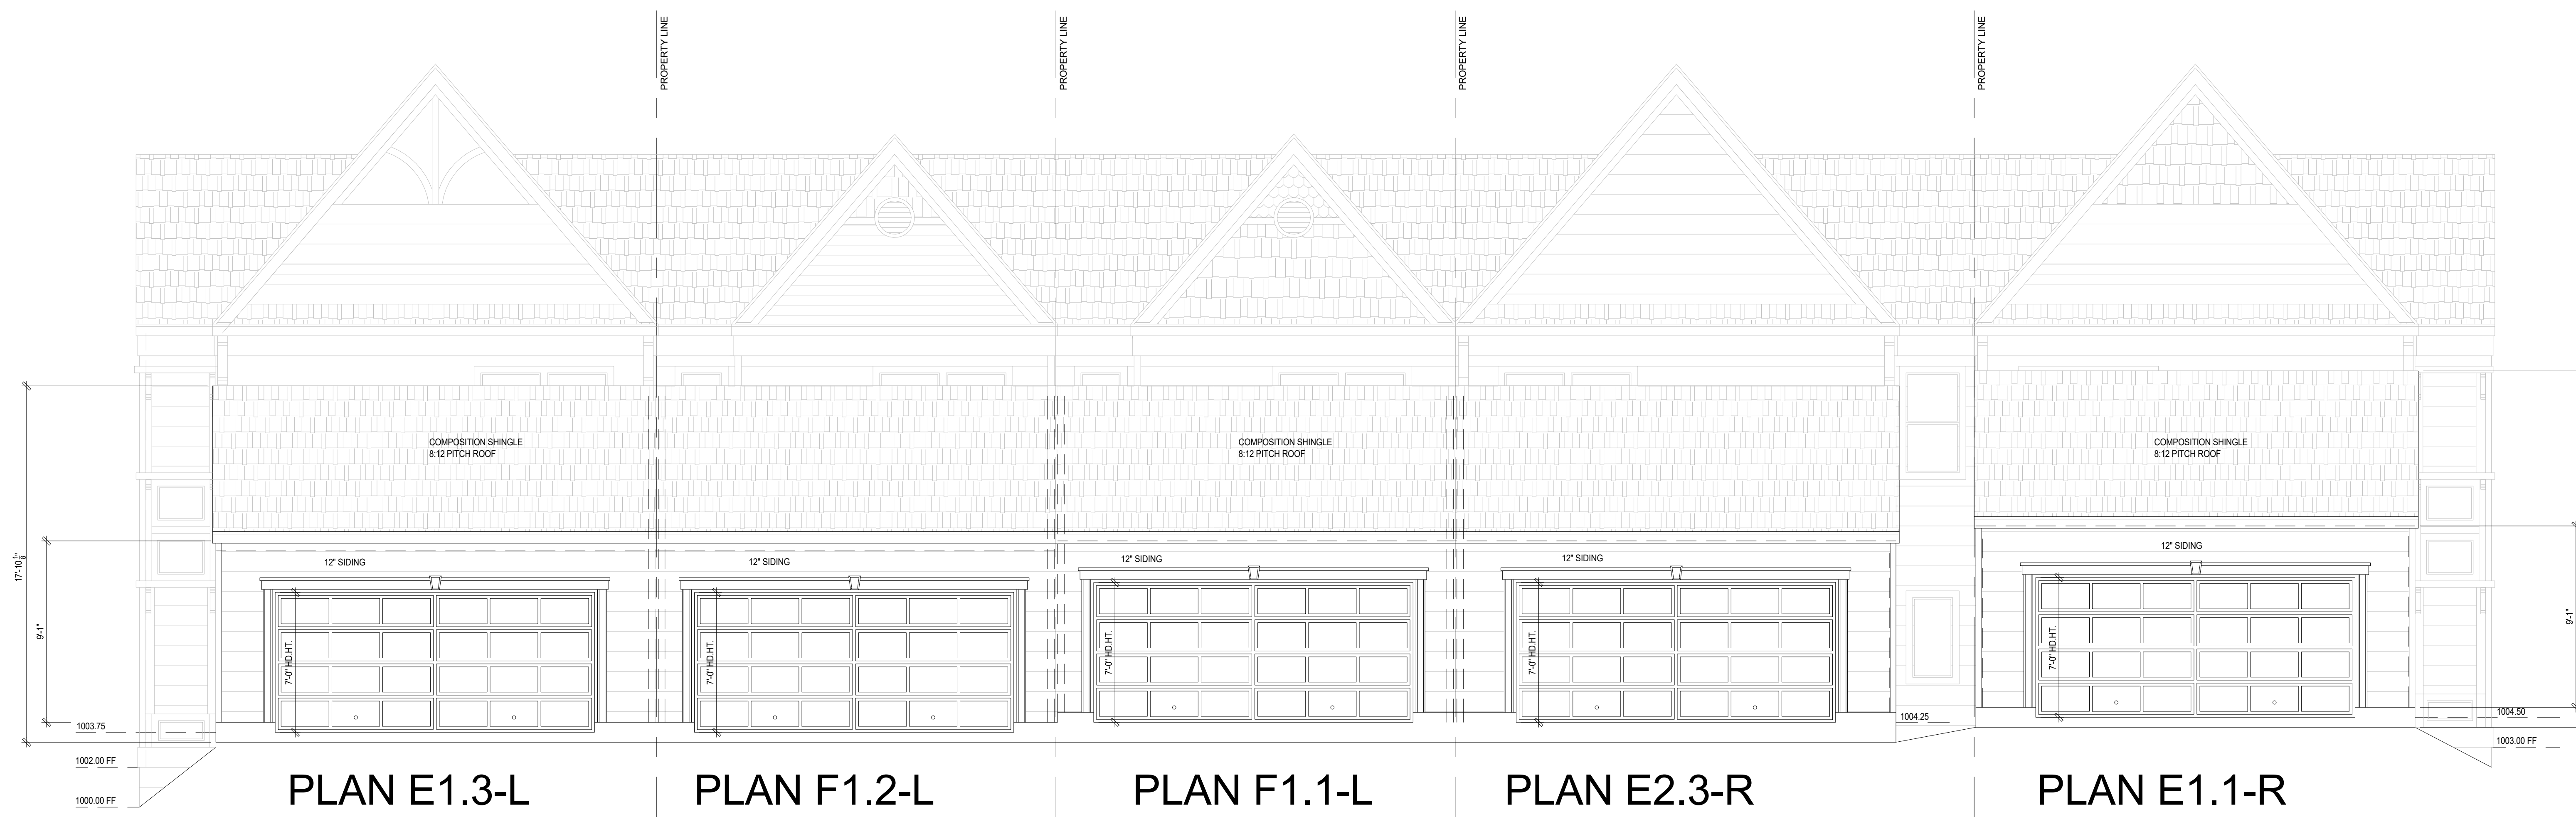 PROPERTY LINE
PROPERTY LINE
PROPERTY LINE
PROPERTY LINE
COMPOSITION SHINGLE
8:12 PITCH ROOF
COMPOSITION SHINGLE
8:12 PITCH ROOF
COMPOSITION SHINGLE
8:12 PITCH ROOF
17'-10 1/8"
9'-1"
12" SIDING
12" SIDING
12" SIDING
12" SIDING
12" SIDING
7'-0" HD.HT.
7'-0" HD.HT.
7'-0" HD.HT.
7'-0" HD.HT.
7'-0" HD.HT.
9'-1"
1003.75
1002.00 FF
1000.00 FF
1004.25
1004.50
1003.00 FF
PLAN E1.3-L
PLAN F1.2-L
PLAN F1.1-L
PLAN E2.3-R
PLAN E1.1-R